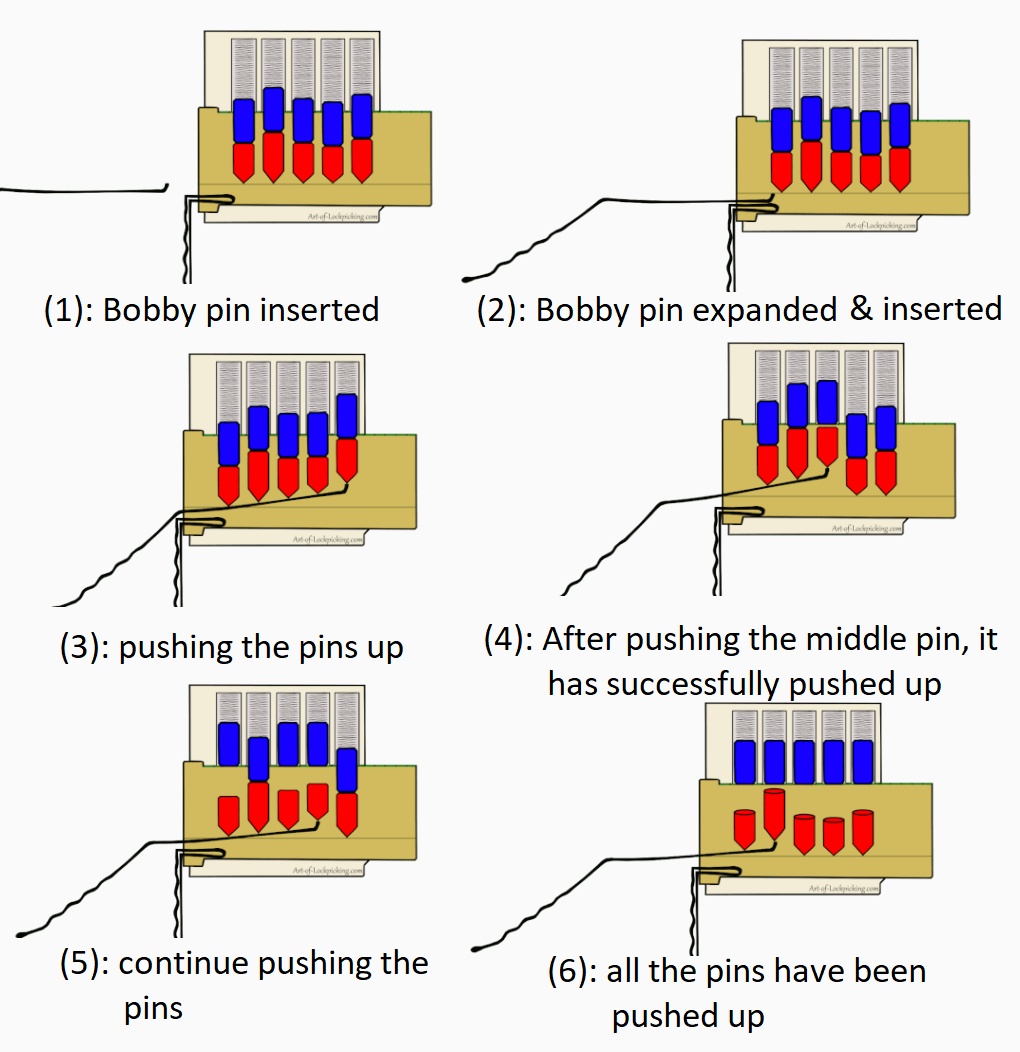 Art-of-Lockpicking.com
Art-of-Lockpicking.com
(1): Bobby pin inserted
(2): Bobby pin expanded & inserted
Art-of-Lockpicking.com
Art-of-Lockpicking.com
(3): pushing the pins up
(4): After pushing the middle pin, it
has successfully pushed up
Art-of-Lockpicking.com
Art-of-Lockpicking.com
(5): continue pushing the
pins
(6): all the pins have been
pushed up